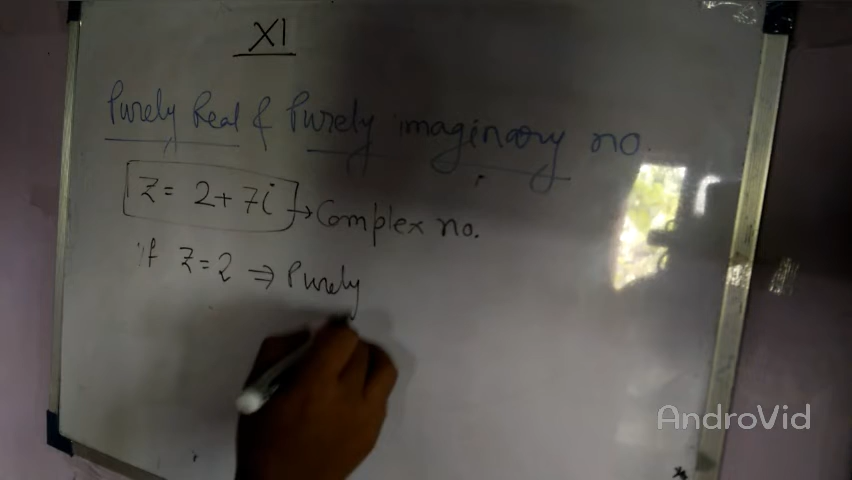 XI
Purely Real & Purely imaginary no.
Z = 2 + 7i → Complex no.
if Z = 2 ⇒ Purely
AndroVid